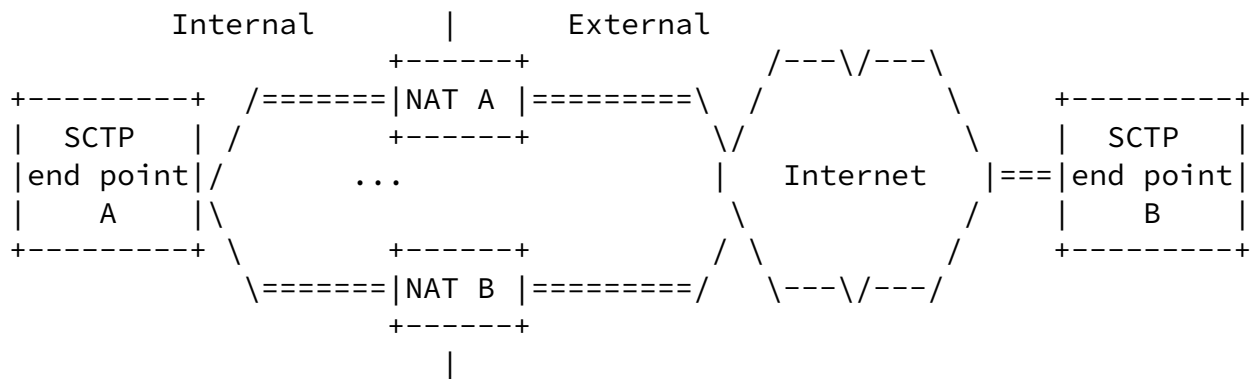 Internal        |        External
                          +------+                /---\/---\
+---------+  /=======|NAT A |=========\  /          \       +---------+
|  SCTP   | /             +------+           \/            \      |  SCTP   |
|end point|/          ...                    |  Internet   |===|end point|
|    A    |\                                  \            /      |    B    |
+---------+ \             +------+           / \          /       +---------+
             \=======|NAT B |=========/  \---\/---/
                          +------+
                             |